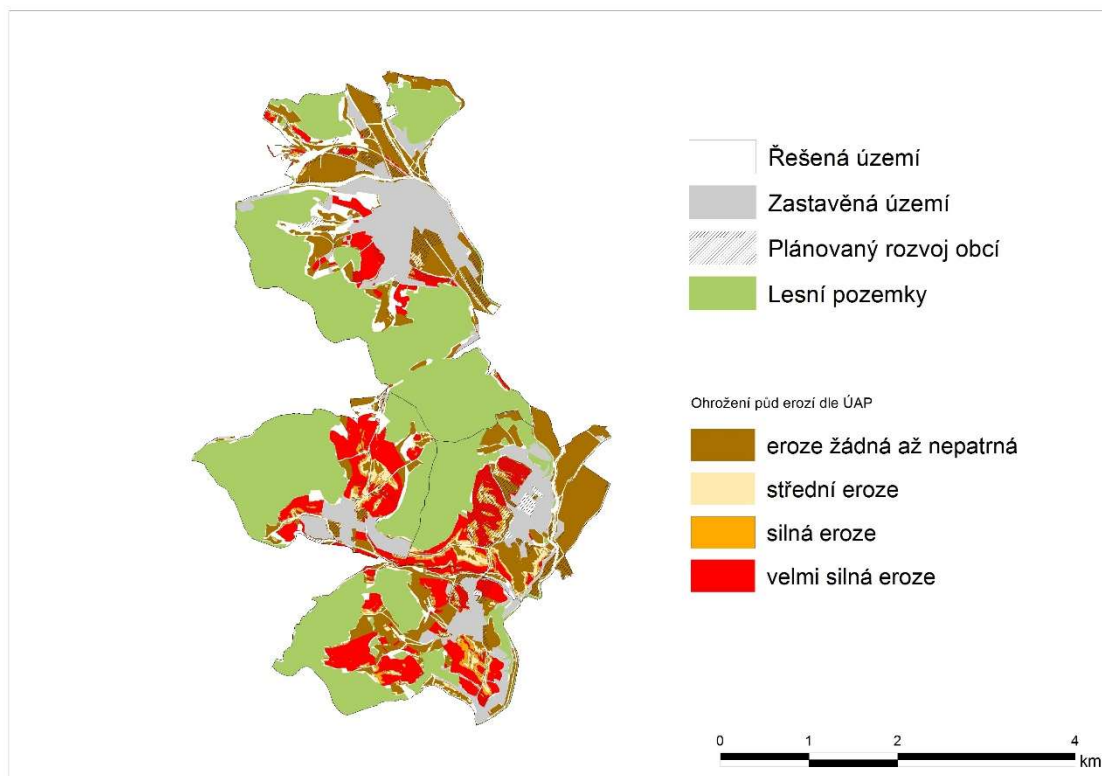 Řešená území
Zastavěná území
Plánovaný rozvoj obcí
Lesní pozemky
Ohrožení půd erozí dle ÚAP
eroze žádná až nepatrná
střední eroze
silná eroze
velmi silná eroze
0 1 2 4
km